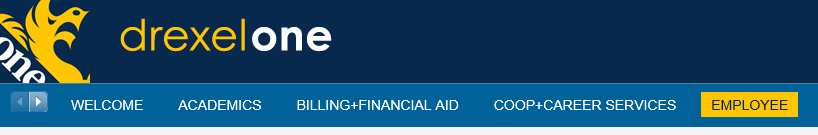 one
drexelone
WELCOME ACADEMICS BILLING+FINANCIAL AID COOP+CAREER SERVICES EMPLOYEE